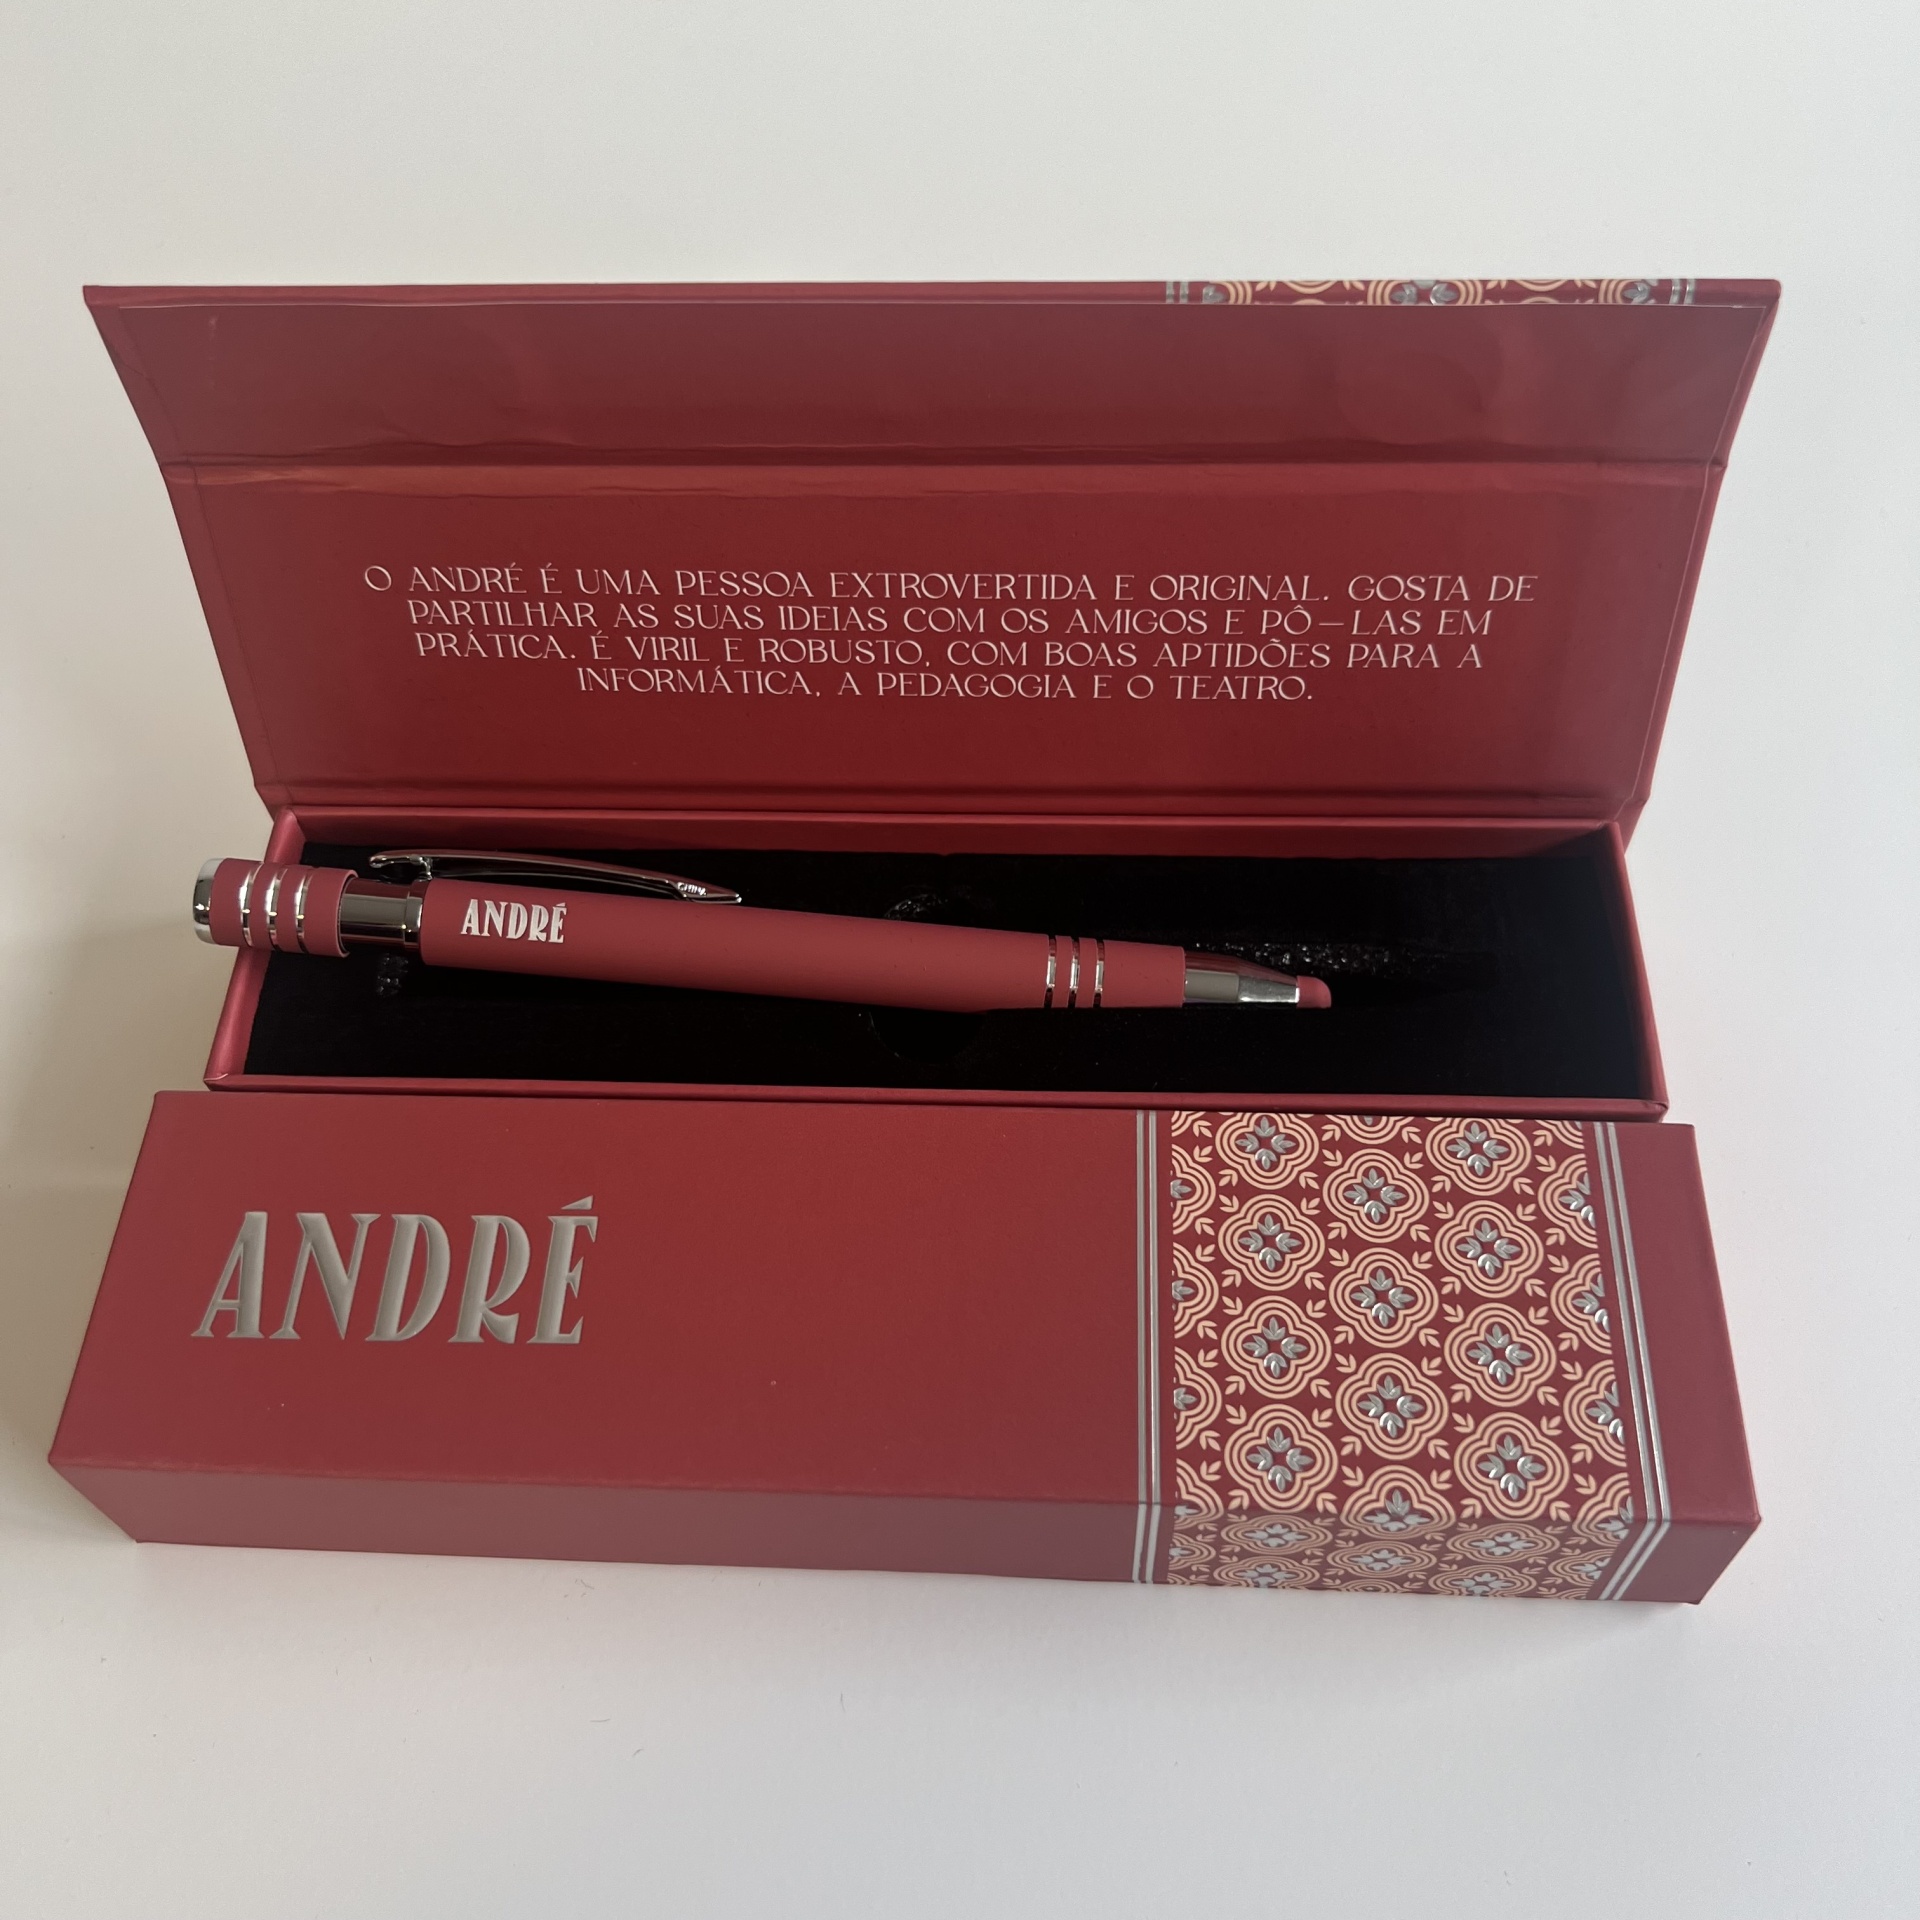 O ANDRÉ É UMA PESSOA EXTROVERTIDA E ORIGINAL. GOSTA DE
PARTILHAR AS SUAS IDEIAS COM OS AMIGOS E PÔ-LAS EM
PRÁTICA. É VIRIL E ROBUSTO, COM BOAS APTIDÕES PARA A
INFORMÁTICA, A PEDAGOGIA E O TEATRO.
CHINA
ANDRÉ
ANDRÉ